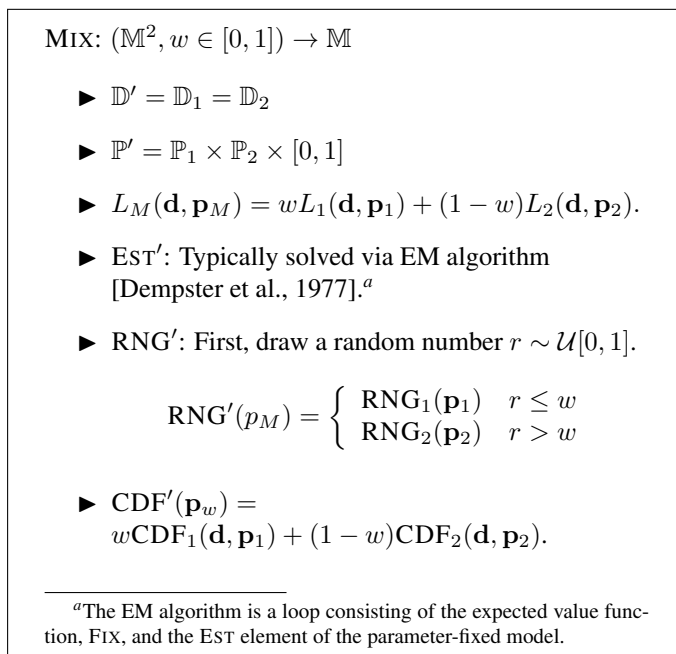 MIX: (𝕄², w ∈ [0, 1]) → 𝕄
► 𝔻′ = 𝔻₁ = 𝔻₂
► ℙ′ = ℙ₁ × ℙ₂ × [0, 1]
► L_M(𝐝, 𝐩_M) = wL₁(𝐝, 𝐩₁) + (1 − w)L₂(𝐝, 𝐩₂).
► EST′: Typically solved via EM algorithm
[Dempster et al., 1977].ᵃ
► RNG′: First, draw a random number r ∼ 𝒰[0, 1].
RNG′(p_M) = { RNG₁(𝐩₁) r ≤ w
RNG₂(𝐩₂) r > w
► CDF′(𝐩_w) =
wCDF₁(𝐝, 𝐩₁) + (1 − w)CDF₂(𝐝, 𝐩₂).
ᵃThe EM algorithm is a loop consisting of the expected value func-
tion, FIX, and the EST element of the parameter-fixed model.